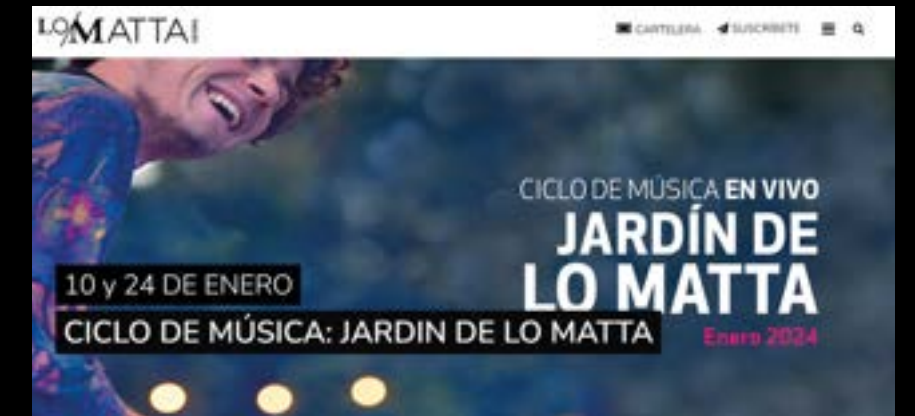 LO MATTA
CARTELERA SUSCRÍBETE
CICLO DE MÚSICA EN VIVO
JARDÍN DE
LO MATTA
Enero 2024
10 y 24 DE ENERO
CICLO DE MÚSICA: JARDIN DE LO MATTA